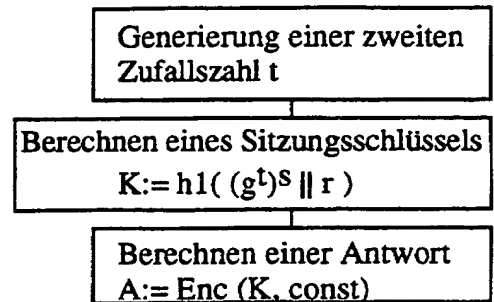 Generierung einer zweiten
Zufallszahl t
Berechnen eines Sitzungsschlüssels
K:= h1( (g^t)^s || r )
Berechnen einer Antwort
A:= Enc (K, const)